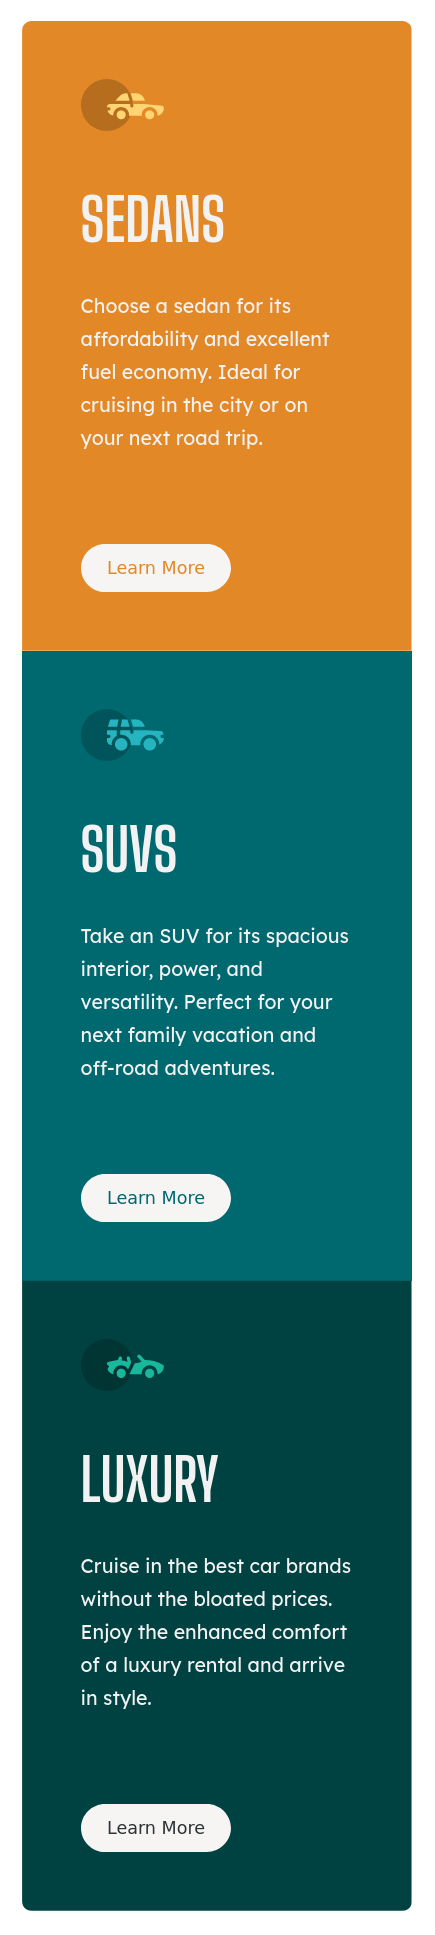 SEDANS
Choose a sedan for its
affordability and excellent
fuel economy. Ideal for
cruising in the city or on
your next road trip.
Learn More
SUVS
Take an SUV for its spacious
interior, power, and
versatility. Perfect for your
next family vacation and
off-road adventures.
Learn More
LUXURY
Cruise in the best car brands
without the bloated prices.
Enjoy the enhanced comfort
of a luxury rental and arrive
in style.
Learn More